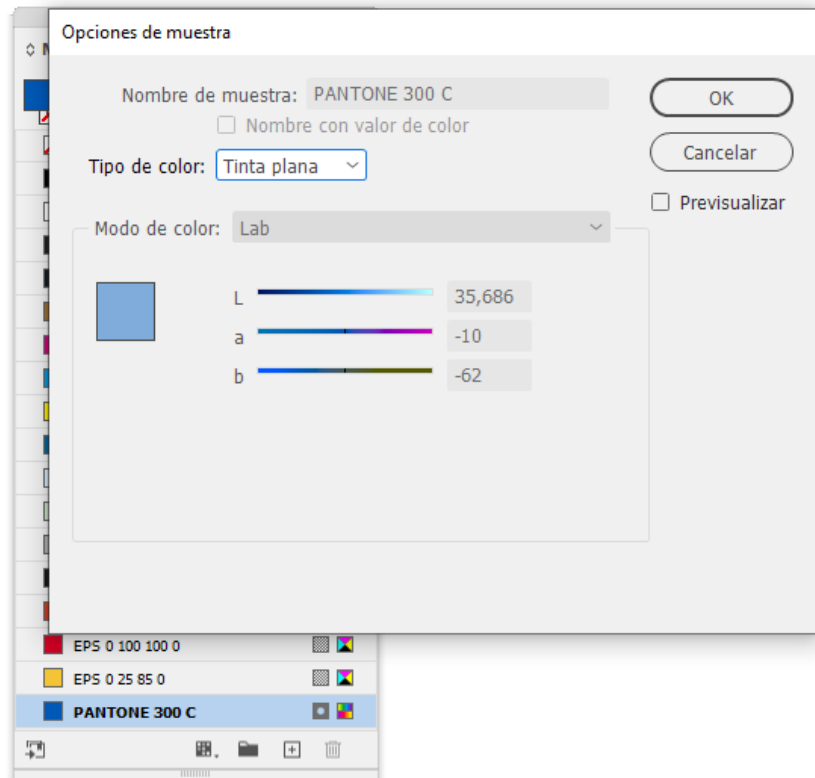 Opciones de muestra
Nombre de muestra: PANTONE 300 C
Nombre con valor de color
Tipo de color: Tinta plana
Modo de color: Lab
L 35,686
a -10
b -62
OK
Cancelar
Previsualizar
EPS 0 100 100 0
EPS 0 25 85 0
PANTONE 300 C